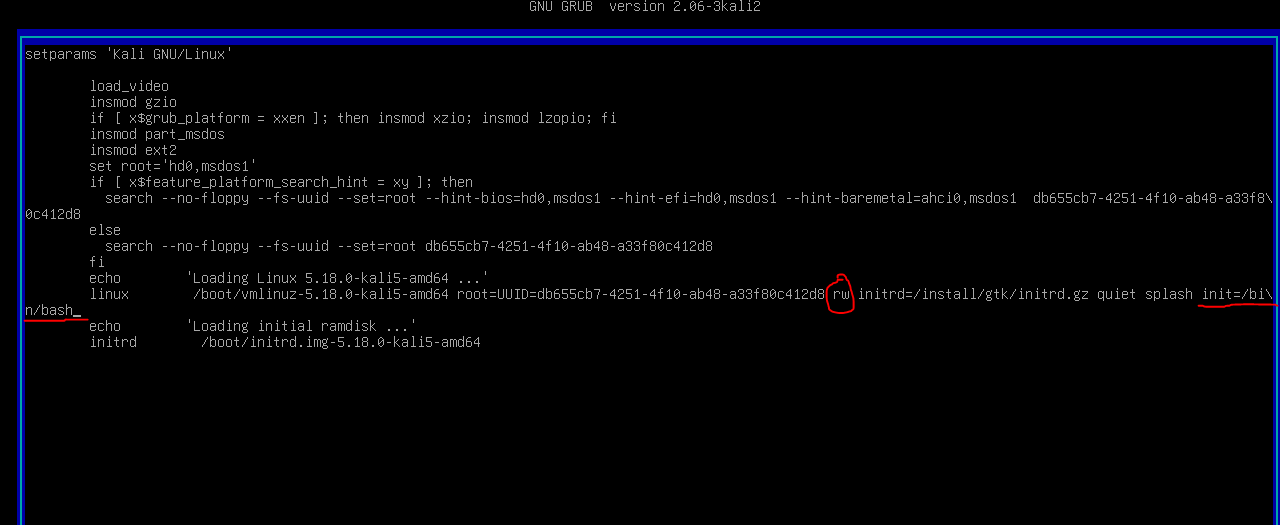 GNU GRUB  version 2.06-3kali2
setparams 'Kali GNU/Linux'
load_video
insmod gzio
if [ x$grub_platform = xxen ]; then insmod xzio; insmod lzopio; fi
insmod part_msdos
insmod ext2
set root='hd0,msdos1'
if [ x$feature_platform_search_hint = xy ]; then
search --no-floppy --fs-uuid --set=root --hint-bios=hd0,msdos1 --hint-efi=hd0,msdos1 --hint-baremetal=ahci0,msdos1  db655cb7-4251-4f10-ab48-a33f8\
0c412d8
else
search --no-floppy --fs-uuid --set=root db655cb7-4251-4f10-ab48-a33f80c412d8
fi
echo        'Loading Linux 5.18.0-kali5-amd64 ...'
linux        /boot/vmlinuz-5.18.0-kali5-amd64 root=UUID=db655cb7-4251-4f10-ab48-a33f80c412d8 rw initrd=/install/gtk/initrd.gz quiet splash init=/bi\
n/bash_
echo        'Loading initial ramdisk ...'
initrd        /boot/initrd.img-5.18.0-kali5-amd64